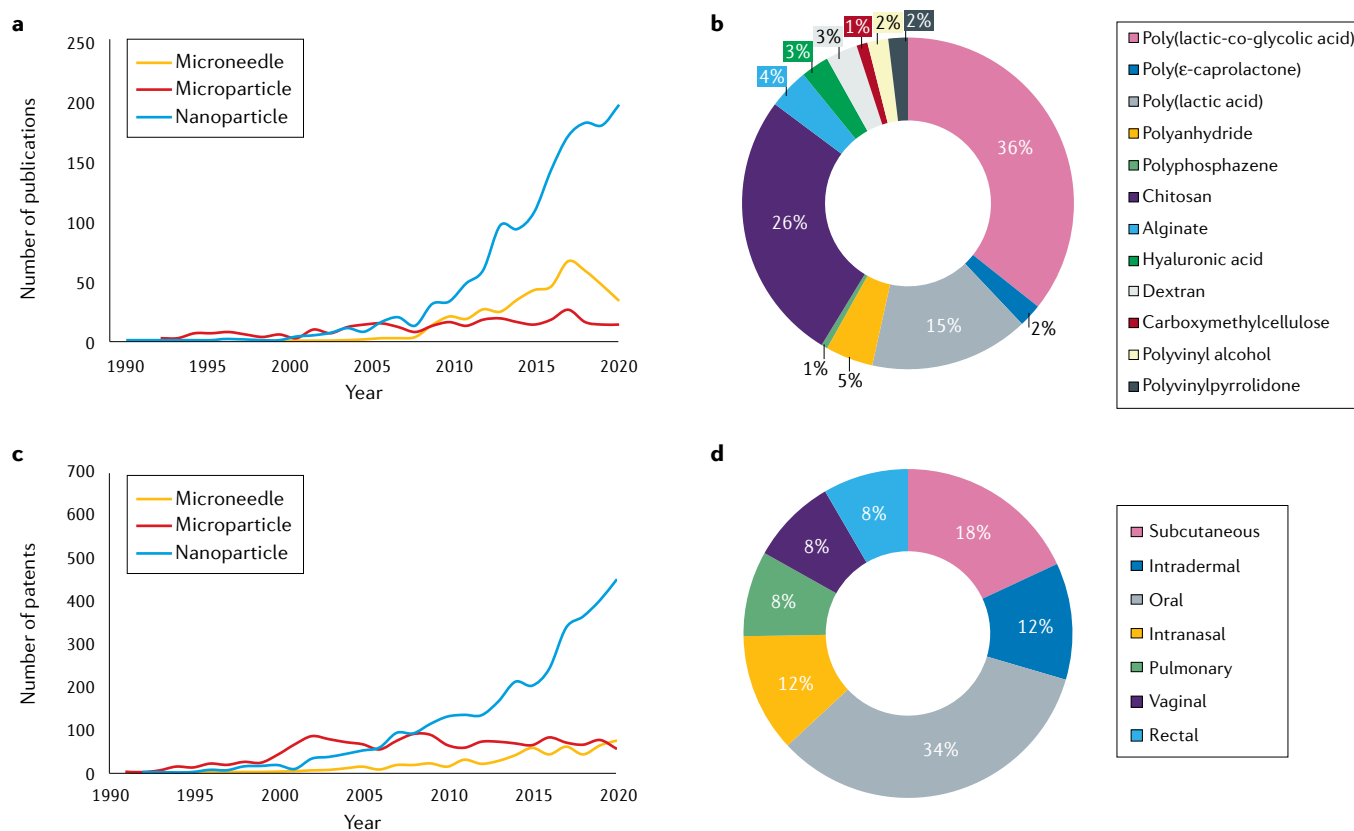 a
250
200
150
100
50
0
Number of publications
Microneedle
Microparticle
Nanoparticle
1990 1995 2000 2005 2010 2015 2020
Year
b
36%
2%
15%
5%
1%
26%
4%
3%
3%
1%
2%
2%
Poly(lactic-co-glycolic acid)
Poly(ε-caprolactone)
Poly(lactic acid)
Polyanhydride
Polyphosphazene
Chitosan
Alginate
Hyaluronic acid
Dextran
Carboxymethylcellulose
Polyvinyl alcohol
Polyvinylpyrrolidone
c
700
600
500
400
300
200
100
0
Number of patents
Microneedle
Microparticle
Nanoparticle
1990 1995 2000 2005 2010 2015 2020
Year
d
18%
12%
34%
12%
8%
8%
8%
Subcutaneous
Intradermal
Oral
Intranasal
Pulmonary
Vaginal
Rectal